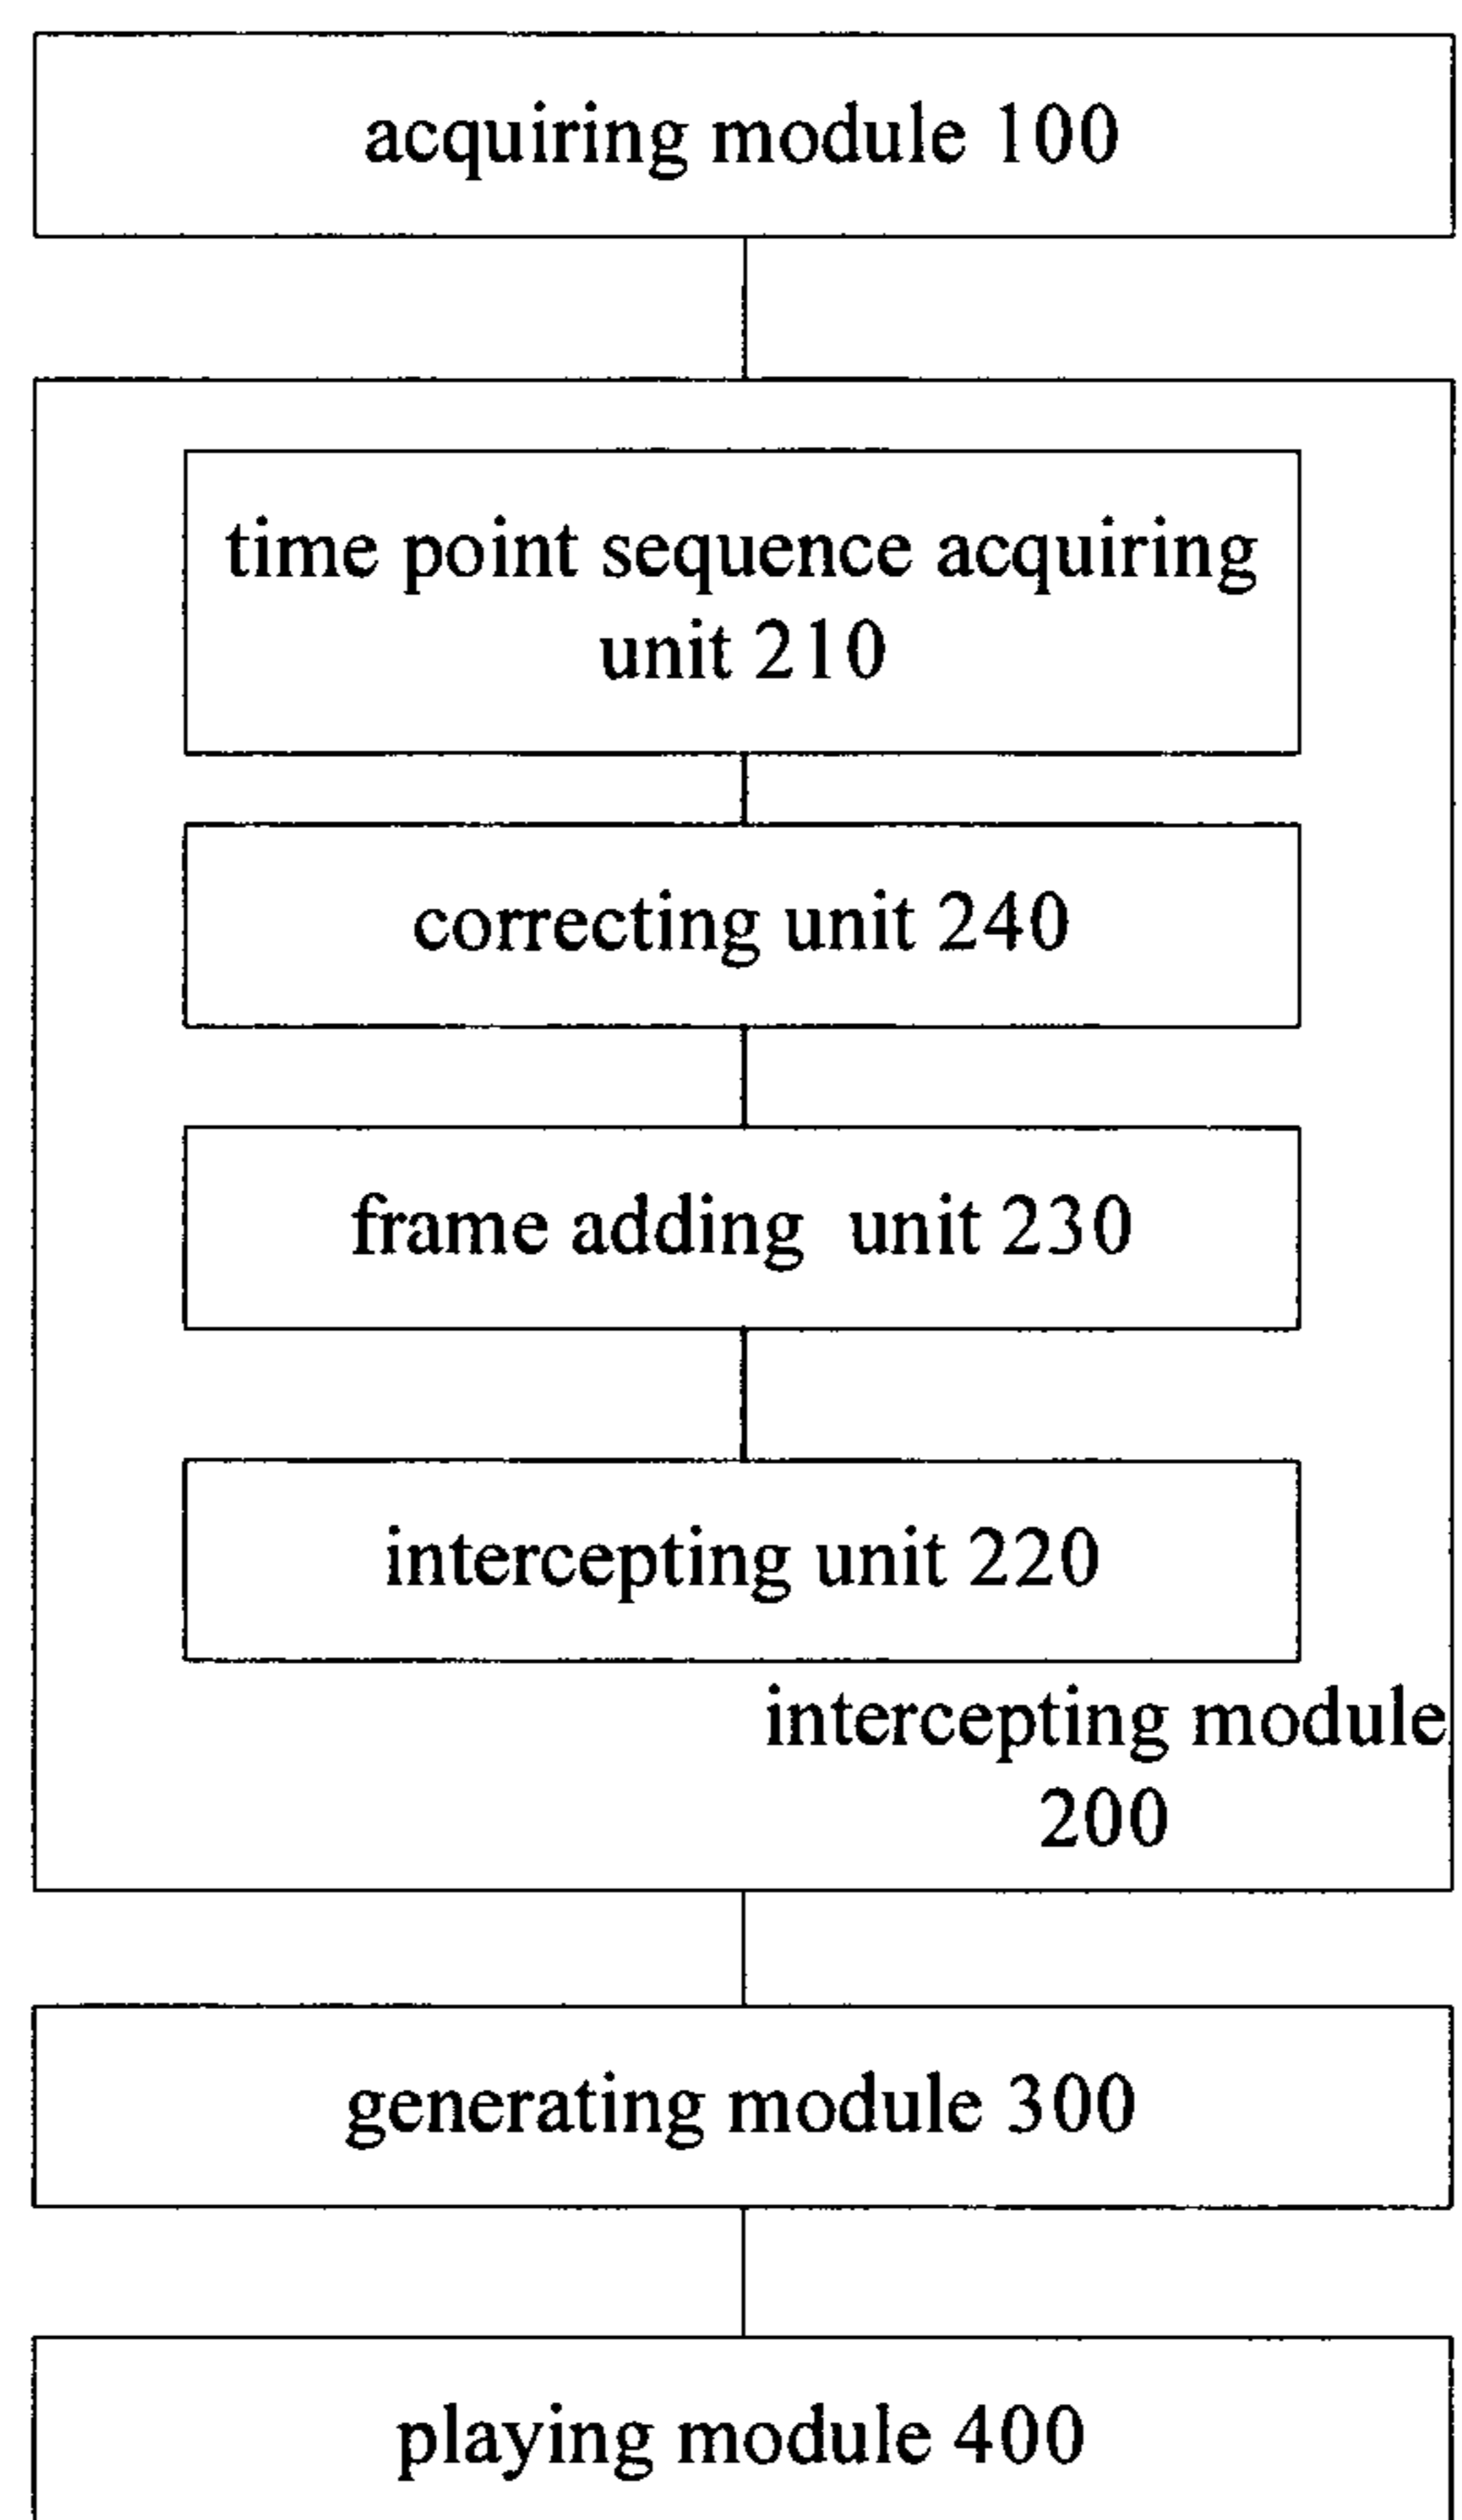 acquiring module 100
time point sequence acquiring
unit 210
correcting unit 240
frame adding unit 230
intercepting unit 220
intercepting module
200
generating module 300
playing module 400